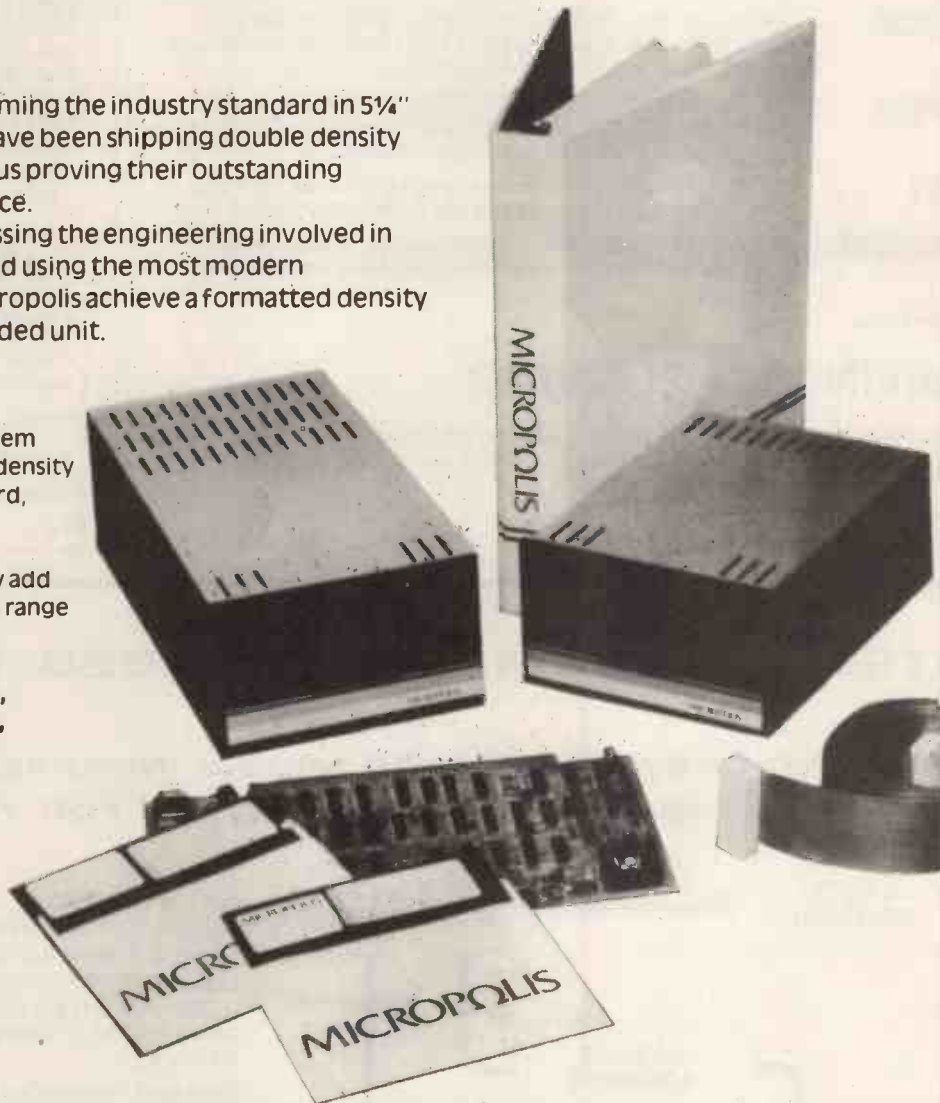 ming the industry standard in 5¼"
ave been shipping double density
us proving their outstanding
ce.
ssing the engineering involved in
d using the most modern
ropolis achieve a formatted density
ded unit.
em
density
rd,
y add
range
MICROPOLIS
MICROPOLIS
MICRO
MICROPOLIS